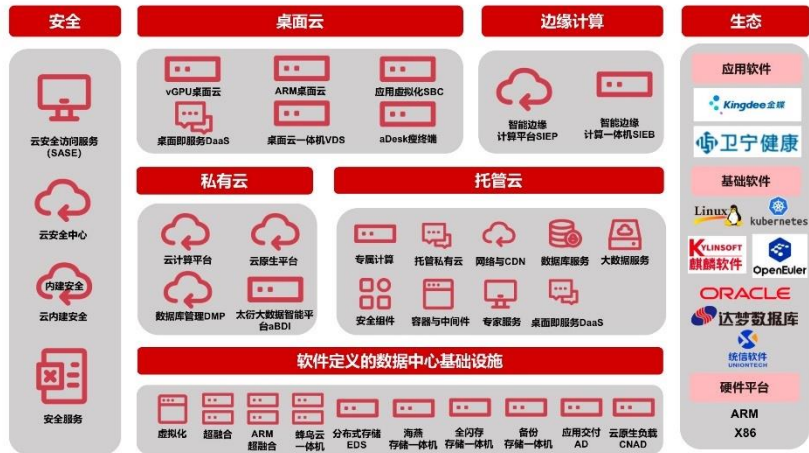 安全
云安全访问服务
(SASE)
云安全中心
内建安全
云内建安全
安全服务
桌面云
vGPU桌面云
ARM桌面云
应用虚拟化SBC
桌面即服务DaaS
桌面云一体机VDS
aDesk瘦终端
边缘计算
智能边缘
计算平台SIEP
智能边缘
计算一体机SIEB
私有云
云计算平台
云原生平台
数据库管理DMP
太衍大数据智能平
台aBDI
托管云
专属计算
托管私有云
网络与CDN
数据库服务
大数据服务
安全组件
容器与中间件
专家服务
桌面即服务DaaS
软件定义的数据中心基础设施
虚拟化
超融合
ARM
超融合
蜂鸟云
一体机
分布式存储
EDS
海燕
存储一体机
全闪存
存储一体机
备份
存储一体机
应用交付
AD
云原生负载
CNAD
生态
应用软件
Kingdee金蝶
卫宁健康
基础软件
Linux
kubernetes
KYLINSOFT
麒麟软件
OpenEuler
ORACLE
达梦数据库
统信软件
UNIONTECH
硬件平台
ARM
X86